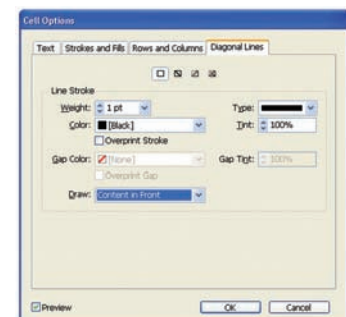 Cell Options
Text Strokes and Fills Rows and Columns Diagonal Lines
Line Stroke
Weight: 1 pt Type:
Color: [Black] Tint: 100%
Overprint Stroke
Gap Color: [None] Gap Tint: 100%
Overprint Gap
Draw: Content in Front
Preview OK Cancel